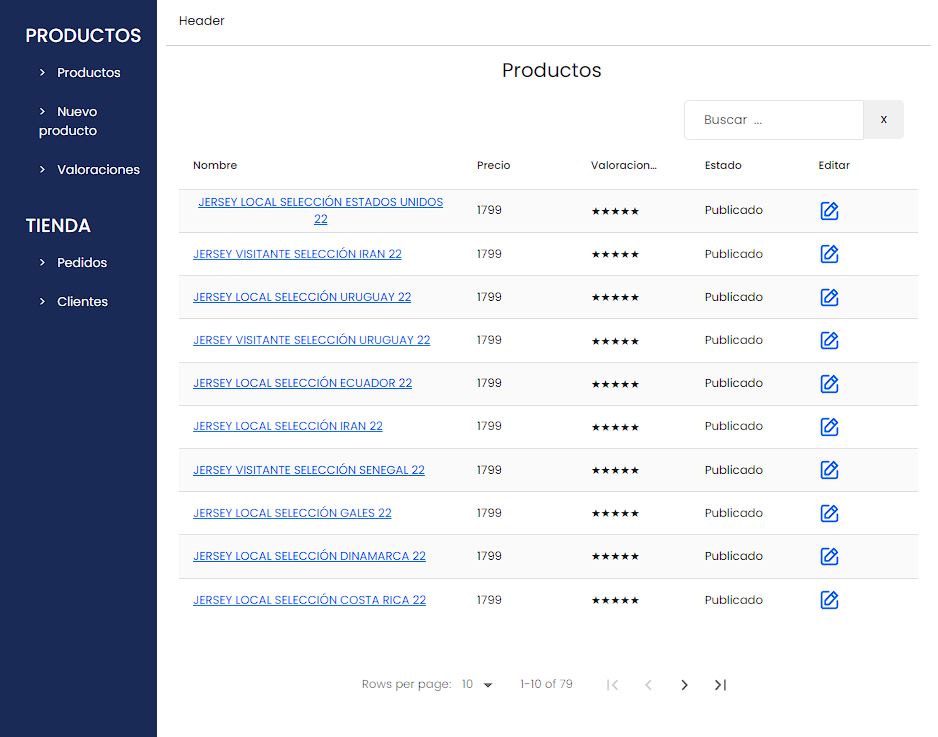 PRODUCTOS
> Productos
> Nuevo
producto
> Valoraciones
TIENDA
> Pedidos
> Clientes
Header
Productos
Buscar ... x
Nombre Precio Valoracion... Estado Editar
JERSEY LOCAL SELECCIÓN ESTADOS UNIDOS
22 1799 ★★★★★ Publicado
JERSEY VISITANTE SELECCIÓN IRAN 22 1799 ★★★★★ Publicado
JERSEY LOCAL SELECCIÓN URUGUAY 22 1799 ★★★★★ Publicado
JERSEY VISITANTE SELECCIÓN URUGUAY 22 1799 ★★★★★ Publicado
JERSEY LOCAL SELECCIÓN ECUADOR 22 1799 ★★★★★ Publicado
JERSEY LOCAL SELECCIÓN IRAN 22 1799 ★★★★★ Publicado
JERSEY VISITANTE SELECCIÓN SENEGAL 22 1799 ★★★★★ Publicado
JERSEY LOCAL SELECCIÓN GALES 22 1799 ★★★★★ Publicado
JERSEY LOCAL SELECCIÓN DINAMARCA 22 1799 ★★★★★ Publicado
JERSEY LOCAL SELECCIÓN COSTA RICA 22 1799 ★★★★★ Publicado
Rows per page: 10 1-10 of 79